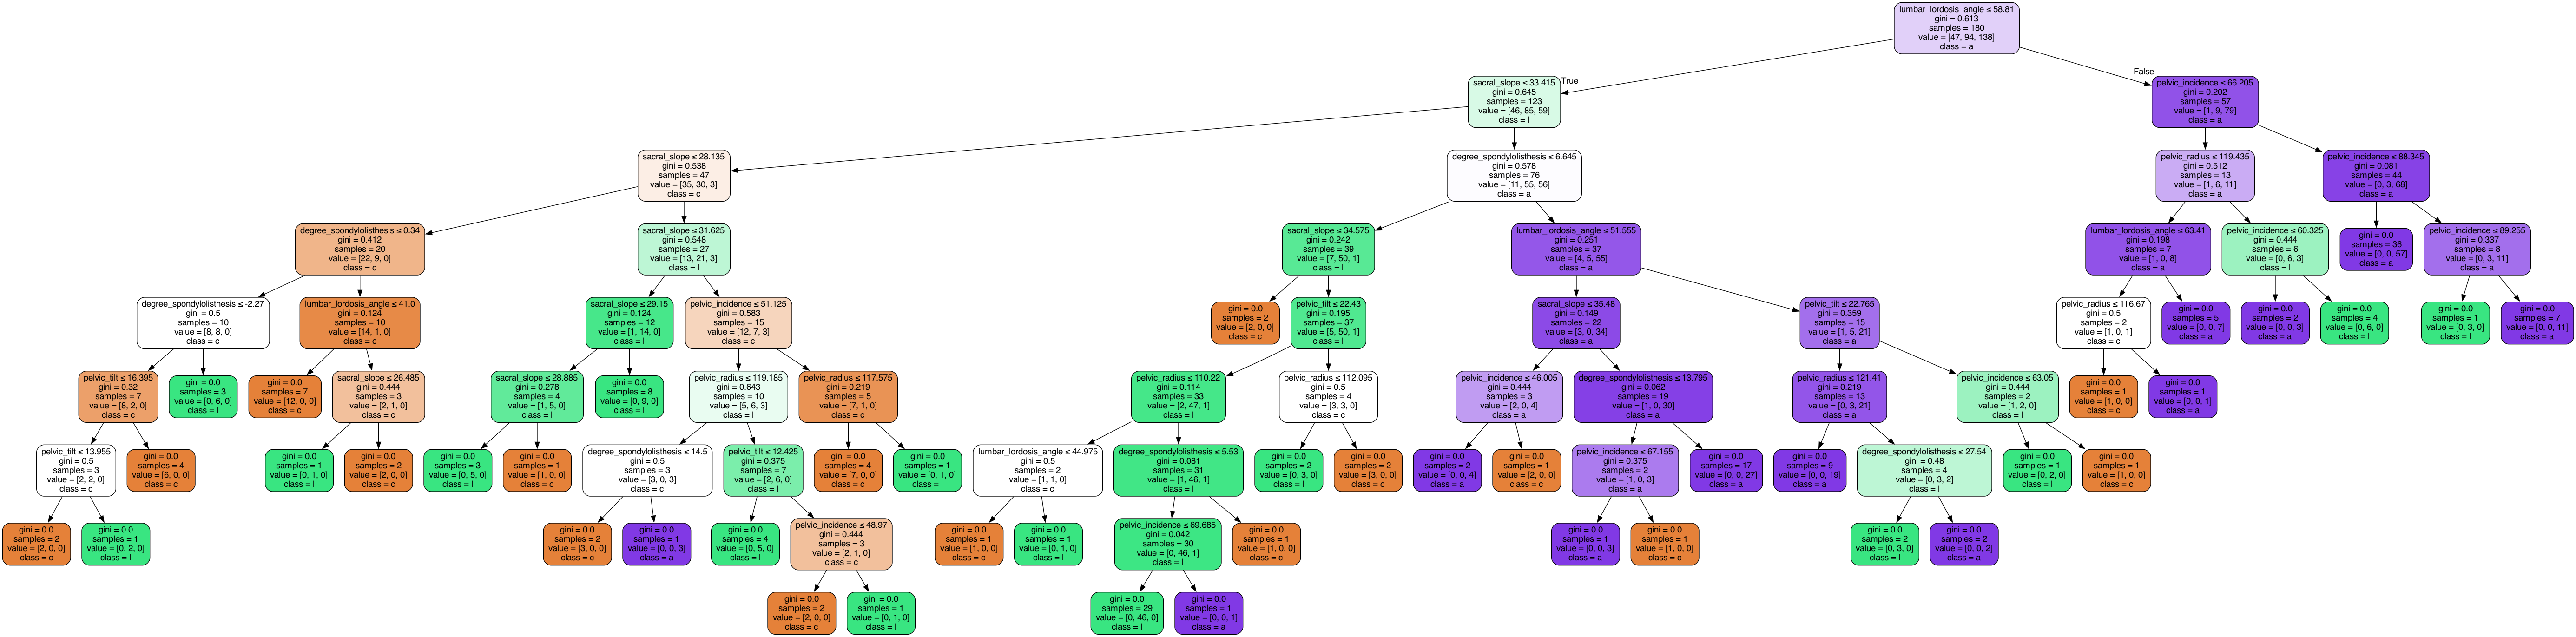 lumbar_lordosis_angle ≤ 58.81
gini = 0.613
samples = 180
value = [47, 94, 138]
class = a
True
False
sacral_slope ≤ 33.415
gini = 0.645
samples = 123
value = [46, 85, 59]
class = l
pelvic_incidence ≤ 66.205
gini = 0.202
samples = 57
value = [1, 9, 79]
class = a
sacral_slope ≤ 28.135
gini = 0.538
samples = 47
value = [35, 30, 3]
class = c
degree_spondylolisthesis ≤ 6.645
gini = 0.578
samples = 76
value = [11, 55, 56]
class = a
pelvic_radius ≤ 119.435
gini = 0.512
samples = 13
value = [1, 6, 11]
class = a
pelvic_incidence ≤ 88.345
gini = 0.081
samples = 44
value = [0, 3, 68]
class = a
degree_spondylolisthesis ≤ 0.34
gini = 0.412
samples = 20
value = [22, 9, 0]
class = c
sacral_slope ≤ 31.625
gini = 0.548
samples = 27
value = [13, 21, 3]
class = l
sacral_slope ≤ 34.575
gini = 0.242
samples = 39
value = [7, 50, 1]
class = l
lumbar_lordosis_angle ≤ 51.555
gini = 0.251
samples = 37
value = [4, 5, 55]
class = a
lumbar_lordosis_angle ≤ 63.41
gini = 0.198
samples = 7
value = [1, 0, 8]
class = a
pelvic_incidence ≤ 60.325
gini = 0.444
samples = 6
value = [0, 6, 3]
class = l
gini = 0.0
samples = 36
value = [0, 0, 57]
class = a
pelvic_incidence ≤ 89.255
gini = 0.337
samples = 8
value = [0, 3, 11]
class = a
degree_spondylolisthesis ≤ -2.27
gini = 0.5
samples = 10
value = [8, 8, 0]
class = c
lumbar_lordosis_angle ≤ 41.0
gini = 0.124
samples = 10
value = [14, 1, 0]
class = c
sacral_slope ≤ 29.15
gini = 0.124
samples = 12
value = [1, 14, 0]
class = l
pelvic_incidence ≤ 51.125
gini = 0.583
samples = 15
value = [12, 7, 3]
class = c
gini = 0.0
samples = 2
value = [2, 0, 0]
class = c
pelvic_tilt ≤ 22.43
gini = 0.195
samples = 37
value = [5, 50, 1]
class = l
sacral_slope ≤ 35.48
gini = 0.149
samples = 22
value = [3, 0, 34]
class = a
pelvic_tilt ≤ 22.765
gini = 0.359
samples = 15
value = [1, 5, 21]
class = a
pelvic_radius ≤ 116.67
gini = 0.5
samples = 2
value = [1, 0, 1]
class = c
gini = 0.0
samples = 5
value = [0, 0, 7]
class = a
gini = 0.0
samples = 2
value = [0, 0, 3]
class = a
gini = 0.0
samples = 4
value = [0, 6, 0]
class = l
gini = 0.0
samples = 1
value = [0, 3, 0]
class = l
gini = 0.0
samples = 7
value = [0, 0, 11]
class = a
pelvic_tilt ≤ 16.395
gini = 0.32
samples = 7
value = [8, 2, 0]
class = c
gini = 0.0
samples = 3
value = [0, 6, 0]
class = l
gini = 0.0
samples = 7
value = [12, 0, 0]
class = c
sacral_slope ≤ 26.485
gini = 0.444
samples = 3
value = [2, 1, 0]
class = c
sacral_slope ≤ 28.885
gini = 0.278
samples = 4
value = [1, 5, 0]
class = l
gini = 0.0
samples = 8
value = [0, 9, 0]
class = l
pelvic_radius ≤ 119.185
gini = 0.643
samples = 10
value = [5, 6, 3]
class = l
pelvic_radius ≤ 117.575
gini = 0.219
samples = 5
value = [7, 1, 0]
class = c
pelvic_radius ≤ 110.22
gini = 0.114
samples = 33
value = [2, 47, 1]
class = l
pelvic_radius ≤ 112.095
gini = 0.5
samples = 4
value = [3, 3, 0]
class = c
pelvic_incidence ≤ 46.005
gini = 0.444
samples = 3
value = [2, 0, 4]
class = a
degree_spondylolisthesis ≤ 13.795
gini = 0.062
samples = 19
value = [1, 0, 30]
class = a
pelvic_radius ≤ 121.41
gini = 0.219
samples = 13
value = [0, 3, 21]
class = a
pelvic_incidence ≤ 63.05
gini = 0.444
samples = 2
value = [1, 2, 0]
class = l
gini = 0.0
samples = 1
value = [1, 0, 0]
class = c
gini = 0.0
samples = 1
value = [0, 0, 1]
class = a
pelvic_tilt ≤ 13.955
gini = 0.5
samples = 3
value = [2, 2, 0]
class = c
gini = 0.0
samples = 4
value = [6, 0, 0]
class = c
gini = 0.0
samples = 1
value = [0, 1, 0]
class = l
gini = 0.0
samples = 2
value = [2, 0, 0]
class = c
gini = 0.0
samples = 3
value = [0, 5, 0]
class = l
gini = 0.0
samples = 1
value = [1, 0, 0]
class = c
degree_spondylolisthesis ≤ 14.5
gini = 0.5
samples = 3
value = [3, 0, 3]
class = c
pelvic_tilt ≤ 12.425
gini = 0.375
samples = 7
value = [2, 6, 0]
class = l
gini = 0.0
samples = 4
value = [7, 0, 0]
class = c
gini = 0.0
samples = 1
value = [0, 1, 0]
class = l
lumbar_lordosis_angle ≤ 44.975
gini = 0.5
samples = 2
value = [1, 1, 0]
class = c
degree_spondylolisthesis ≤ 5.53
gini = 0.081
samples = 31
value = [1, 46, 1]
class = l
gini = 0.0
samples = 2
value = [0, 3, 0]
class = l
gini = 0.0
samples = 2
value = [3, 0, 0]
class = c
gini = 0.0
samples = 2
value = [0, 0, 4]
class = a
gini = 0.0
samples = 1
value = [2, 0, 0]
class = c
pelvic_incidence ≤ 67.155
gini = 0.375
samples = 2
value = [1, 0, 3]
class = a
gini = 0.0
samples = 17
value = [0, 0, 27]
class = a
gini = 0.0
samples = 9
value = [0, 0, 19]
class = a
degree_spondylolisthesis ≤ 27.54
gini = 0.48
samples = 4
value = [0, 3, 2]
class = l
gini = 0.0
samples = 1
value = [0, 2, 0]
class = l
gini = 0.0
samples = 1
value = [1, 0, 0]
class = c
gini = 0.0
samples = 2
value = [2, 0, 0]
class = c
gini = 0.0
samples = 1
value = [0, 2, 0]
class = l
gini = 0.0
samples = 2
value = [3, 0, 0]
class = c
gini = 0.0
samples = 1
value = [0, 0, 3]
class = a
gini = 0.0
samples = 4
value = [0, 5, 0]
class = l
pelvic_incidence ≤ 48.97
gini = 0.444
samples = 3
value = [2, 1, 0]
class = c
gini = 0.0
samples = 1
value = [1, 0, 0]
class = c
gini = 0.0
samples = 1
value = [0, 1, 0]
class = l
pelvic_incidence ≤ 69.685
gini = 0.042
samples = 30
value = [0, 46, 1]
class = l
gini = 0.0
samples = 1
value = [1, 0, 0]
class = c
gini = 0.0
samples = 1
value = [0, 0, 3]
class = a
gini = 0.0
samples = 1
value = [1, 0, 0]
class = c
gini = 0.0
samples = 2
value = [0, 3, 0]
class = l
gini = 0.0
samples = 2
value = [0, 0, 2]
class = a
gini = 0.0
samples = 2
value = [2, 0, 0]
class = c
gini = 0.0
samples = 1
value = [0, 1, 0]
class = l
gini = 0.0
samples = 29
value = [0, 46, 0]
class = l
gini = 0.0
samples = 1
value = [0, 0, 1]
class = a